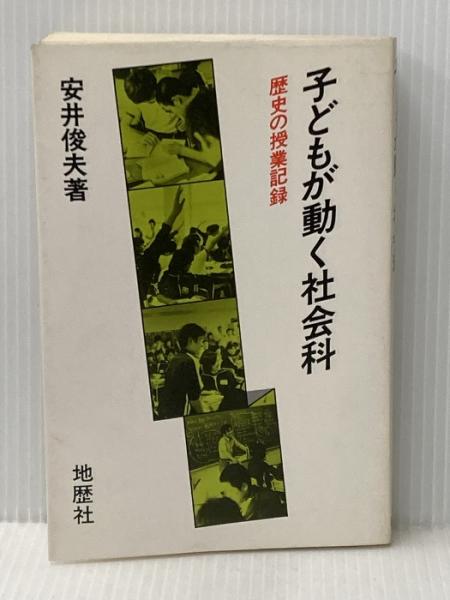 子どもが動く社会科
歴史の授業記録
安井俊夫著
地歴社